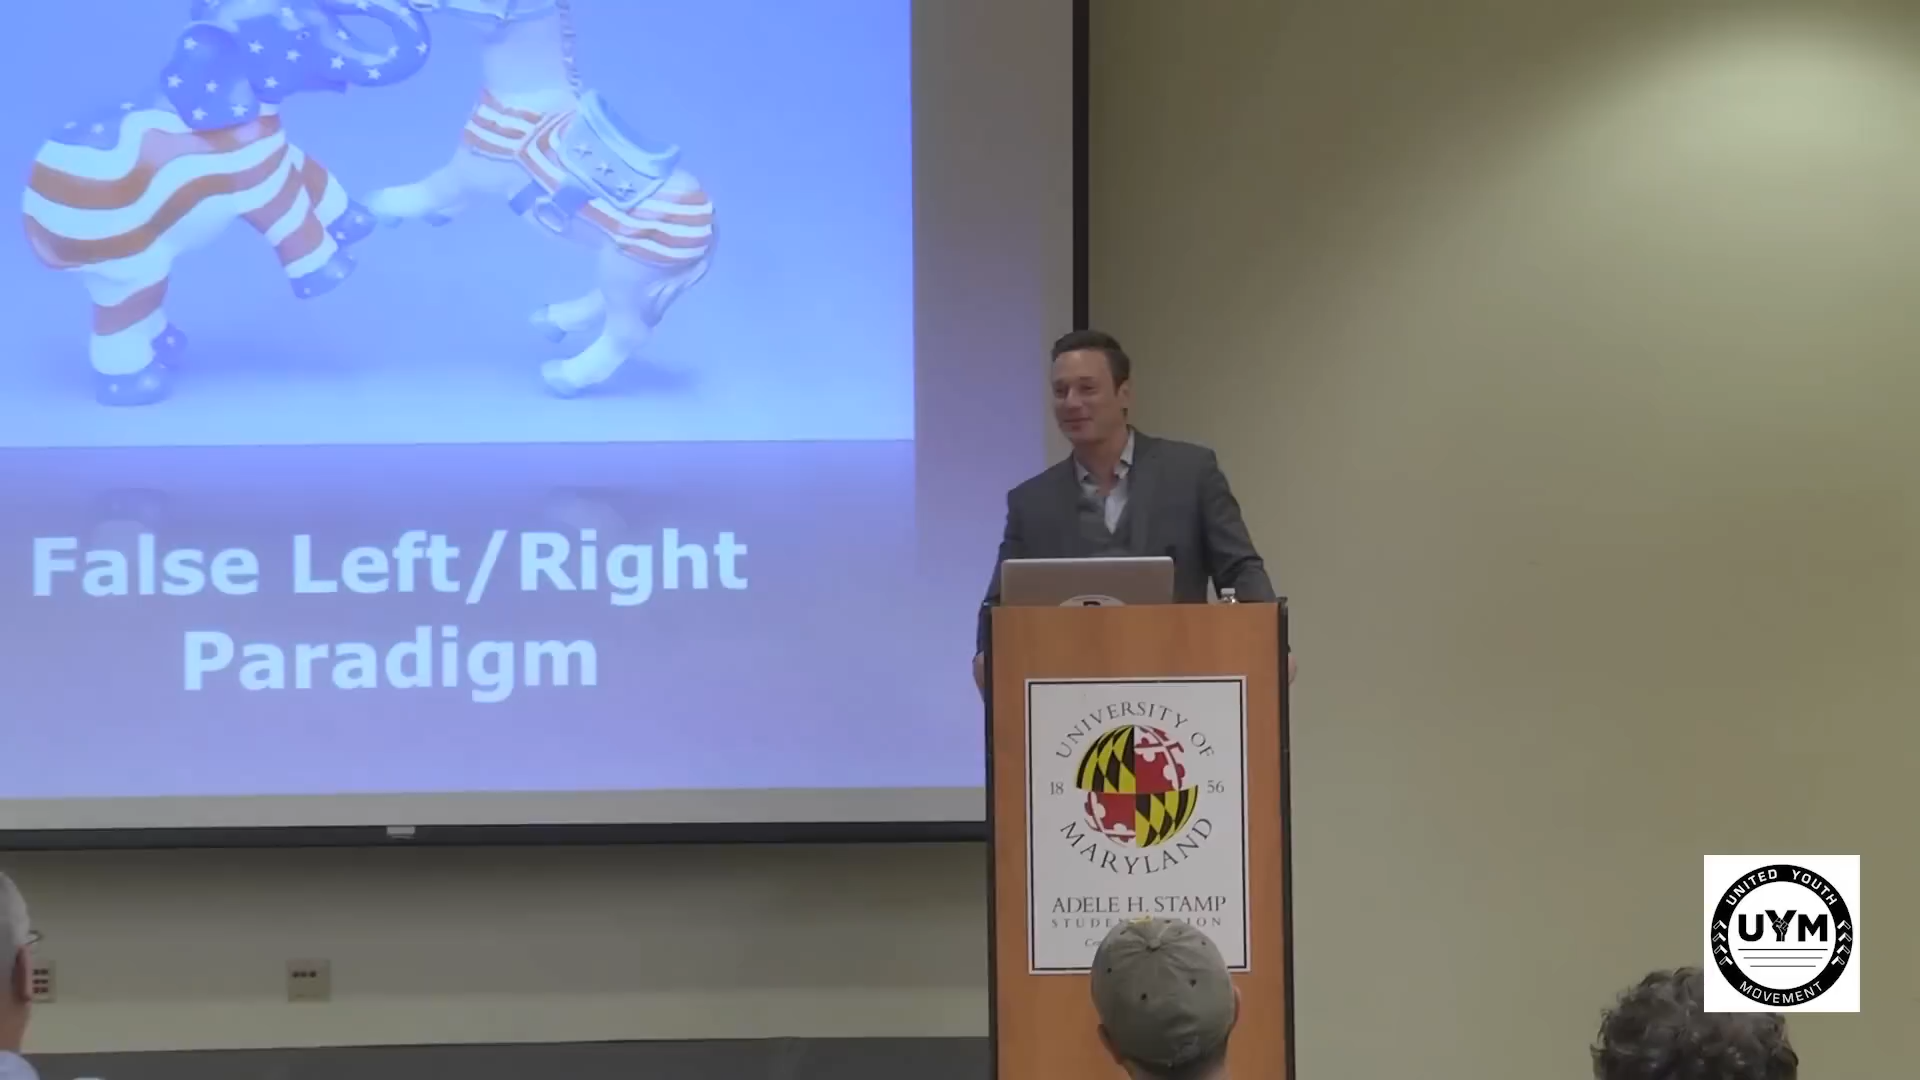 False Left/Right
Paradigm
UNIVERSITY OF
18 56
MARYLAND
ADELE H. STAMP
UNITED YOUTH
UYM
MOVEMENT